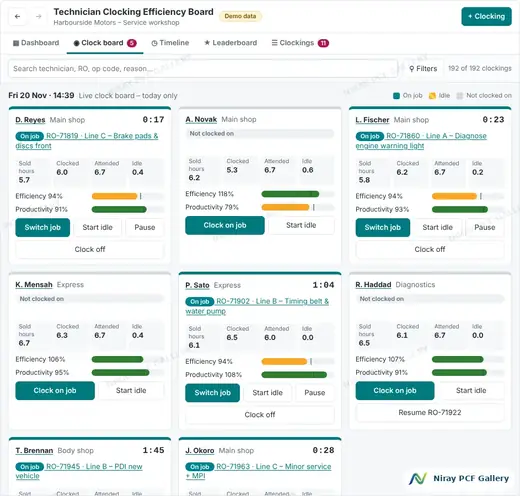 Technician Clocking Efficiency Board
Demo data
Harbourside Motors – Service workshop
+ Clocking
Dashboard
Clock board 5
Timeline
Leaderboard
Clockings 11
Search technician, RO, op code, reason...
Filters
192 of 192 clockings
Fri 20 Nov · 14:39 Live clock board – today only
On job Idle Not clocked on
D. Reyes Main shop 0:17
On job RO-71819 · Line C – Brake pads &
discs front
Sold hours 5.7
Clocked 6.0
Attended 6.7
Idle 0.4
Efficiency 94%
Productivity 91%
Switch job Start idle Pause
Clock off
A. Novak Main shop
Not clocked on
Sold hours 6.2
Clocked 5.3
Attended 6.7
Idle 0.6
Efficiency 118%
Productivity 79%
Clock on job Start idle
L. Fischer Main shop 0:23
On job RO-71860 · Line A – Diagnose
engine warning light
Sold hours 5.8
Clocked 6.2
Attended 6.7
Idle 0.2
Efficiency 94%
Productivity 93%
Switch job Start idle Pause
Clock off
K. Mensah Express
Not clocked on
Sold hours 6.7
Clocked 6.3
Attended 6.7
Idle 0.4
Efficiency 106%
Productivity 95%
Clock on job Start idle
P. Sato Express 1:04
On job RO-71902 · Line B – Timing belt &
water pump
Sold hours 6.1
Clocked 6.5
Attended 6.0
Idle 0.0
Efficiency 94%
Productivity 108%
Switch job Start idle Pause
Clock off
R. Haddad Diagnostics
Not clocked on
Sold hours 6.5
Clocked 6.1
Attended 6.7
Idle 0.0
Efficiency 107%
Productivity 91%
Clock on job Start idle
Resume RO-71922
T. Brennan Body shop 1:45
On job RO-71945 · Line B – PDI new
vehicle
J. Okoro Main shop 0:28
On job RO-71963 · Line C – Minor service
+ MPI
Niray PCF Gallery